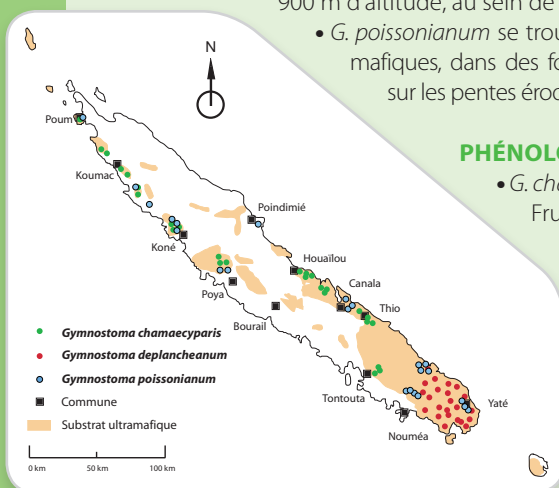 900 m d'altitude, au sein de
• G. poissonianum se trou
mafiques, dans des fo
sur les pentes érod
PHÉNOLO
• G. cha
Fru
N
Poum
Koumac
Poindimié
Koné
Houaïlou
Canala
Poya
Thio
Bourail
• Gymnostoma chamaecyparis
• Gymnostoma deplancheanum
Gymnostoma poissonianum
Commune
Substrat ultramafique
Tontouta
Yaté
Nouméa
0 km 50 km 100 km